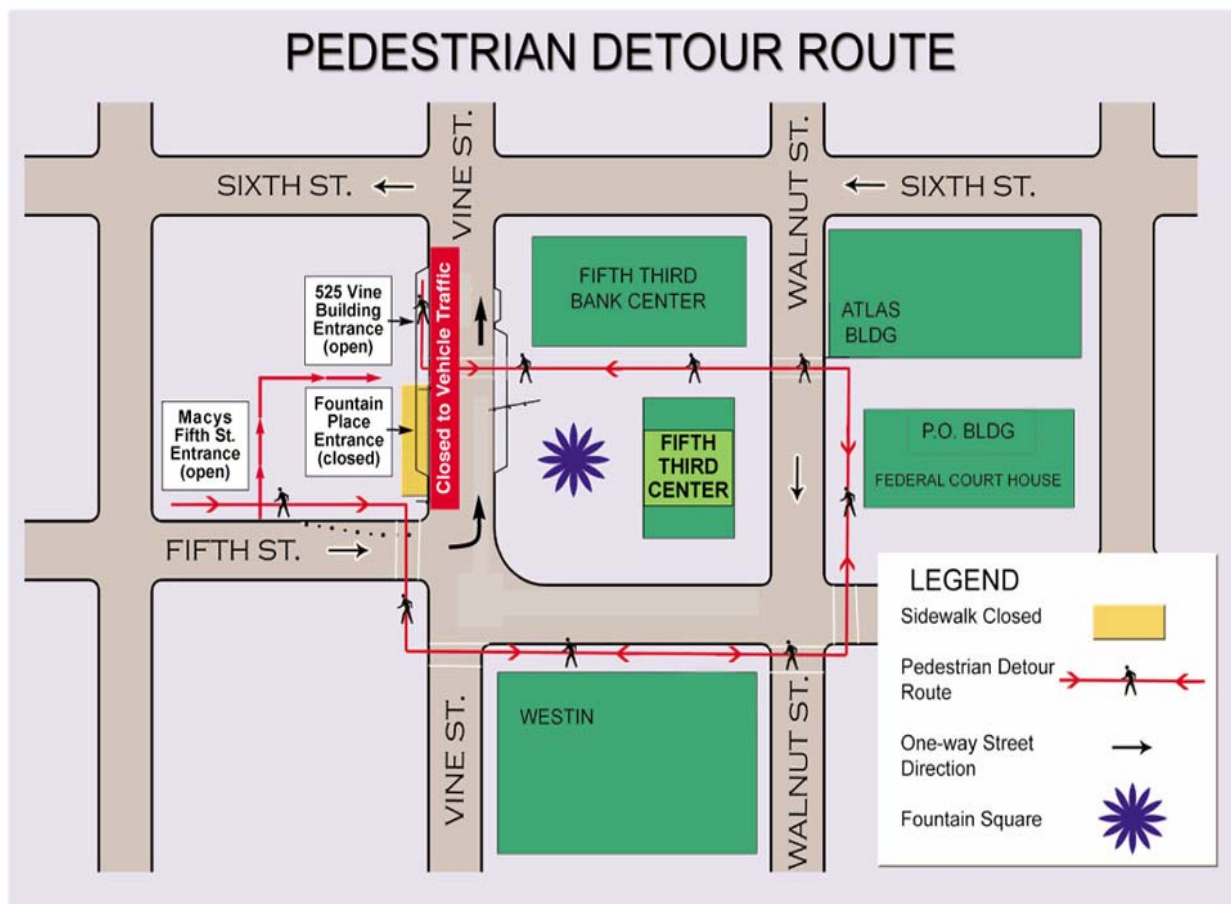 PEDESTRIAN DETOUR ROUTE
VINE ST.
WALNUT ST.
SIXTH ST.
SIXTH ST.
525 Vine
Building
Entrance
(open)
Closed to Vehicle Traffic
FIFTH THIRD
BANK CENTER
ATLAS
BLDG
Macys
Fifth St.
Entrance
(open)
Fountain
Place
Entrance
(closed)
FIFTH
THIRD
CENTER
P.O. BLDG
FEDERAL COURT HOUSE
FIFTH ST.
VINE ST.
WESTIN
WALNUT ST.
LEGEND
Sidewalk Closed
Pedestrian Detour
Route
One-way Street
Direction
Fountain Square